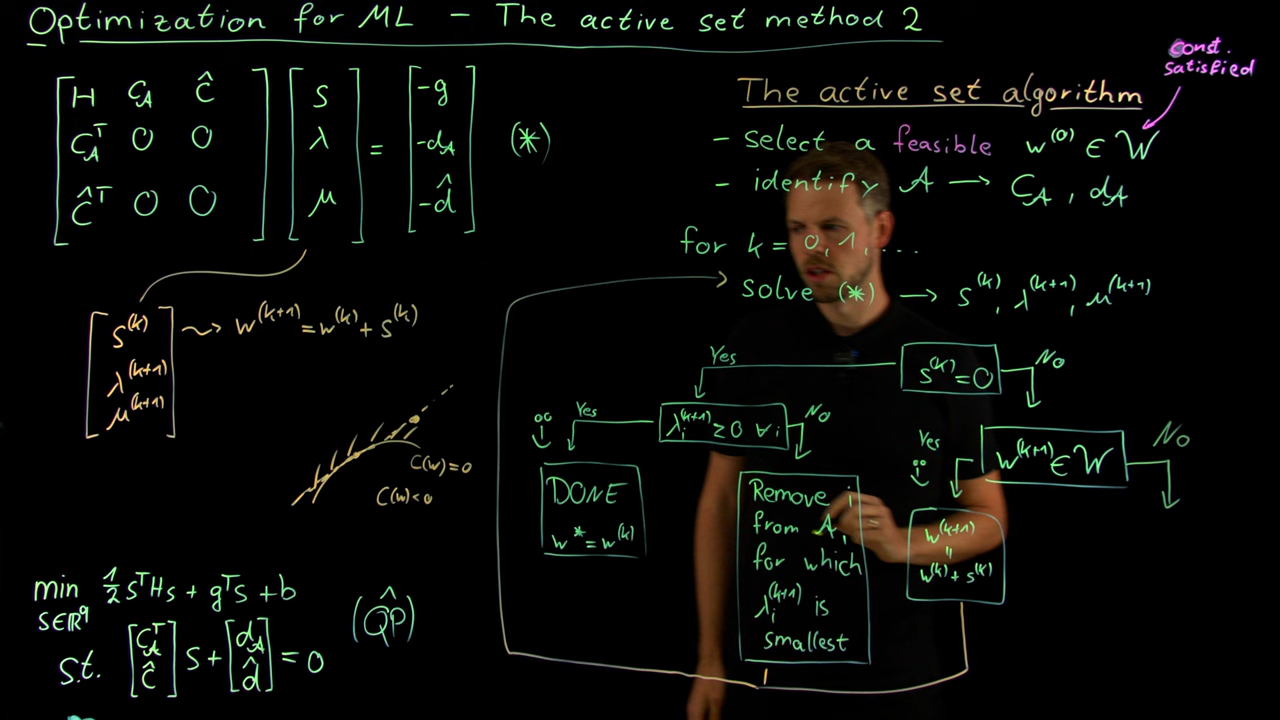 Optimization for ML – The active set method 2
const.
satisfied
[H C_A Ĉ; C_A^T 0 0; Ĉ^T 0 0] [s; λ; μ] = [-g; -d_A; -d̂] (*)
[s^(k); λ^(k+1); μ^(k+1)] ⤳ w^(k+1) = w^(k) + s^(k)
C(w)=0
C(w)<0
min 1/2 s^T H s + g^T s + b
s∈ℝ^q
s.t. [C_A^T; Ĉ] s + [d_A; d̂] = 0
(Q̂P)
The active set algorithm
- select a feasible w^(0) ∈ W
- identify A → C_A, d_A
for k = 0, 1, ...
solve (*) → s^(k), λ^(k+1), μ^(k+1)
s^(k) = 0
Yes
No
λ_i^(k+1) ≥ 0 ∀i
Yes
No
DONE
w* = w^(k)
Remove i
from A,
for which
λ_i^(k+1) is
smallest
w^(k+1) ∈ W
Yes
No
w^(k+1)
=
w^(k) + s^(k)